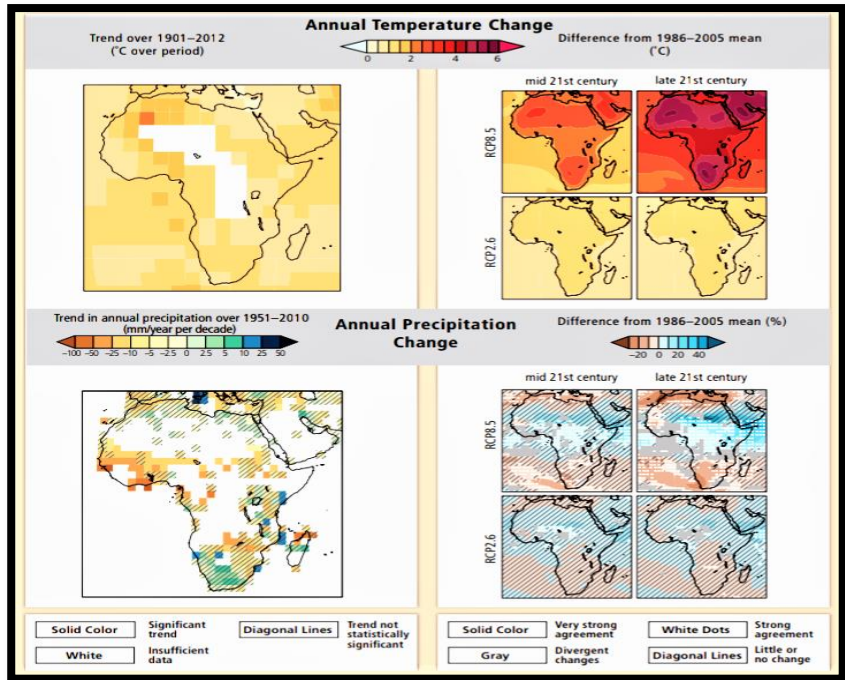 Annual Temperature Change
Trend over 1901–2012
(˚C over period)
0 2 4 6
Difference from 1986–2005 mean
(˚C)
mid 21st century late 21st century
RCP8.5
RCP2.6
Trend in annual precipitation over 1951–2010
(mm/year per decade)
–100 –50 –25 –10 –5 –2.5 0 2.5 5 10 25 50
Annual Precipitation
Change
Difference from 1986–2005 mean (%)
–20 0 20 40
mid 21st century late 21st century
RCP8.5
RCP2.6
Solid Color
Significant
trend
Diagonal Lines
Trend not
statistically
significant
White
Insufficient
data
Solid Color
Very strong
agreement
White Dots
Strong
agreement
Gray
Divergent
changes
Diagonal Lines
Little or
no change